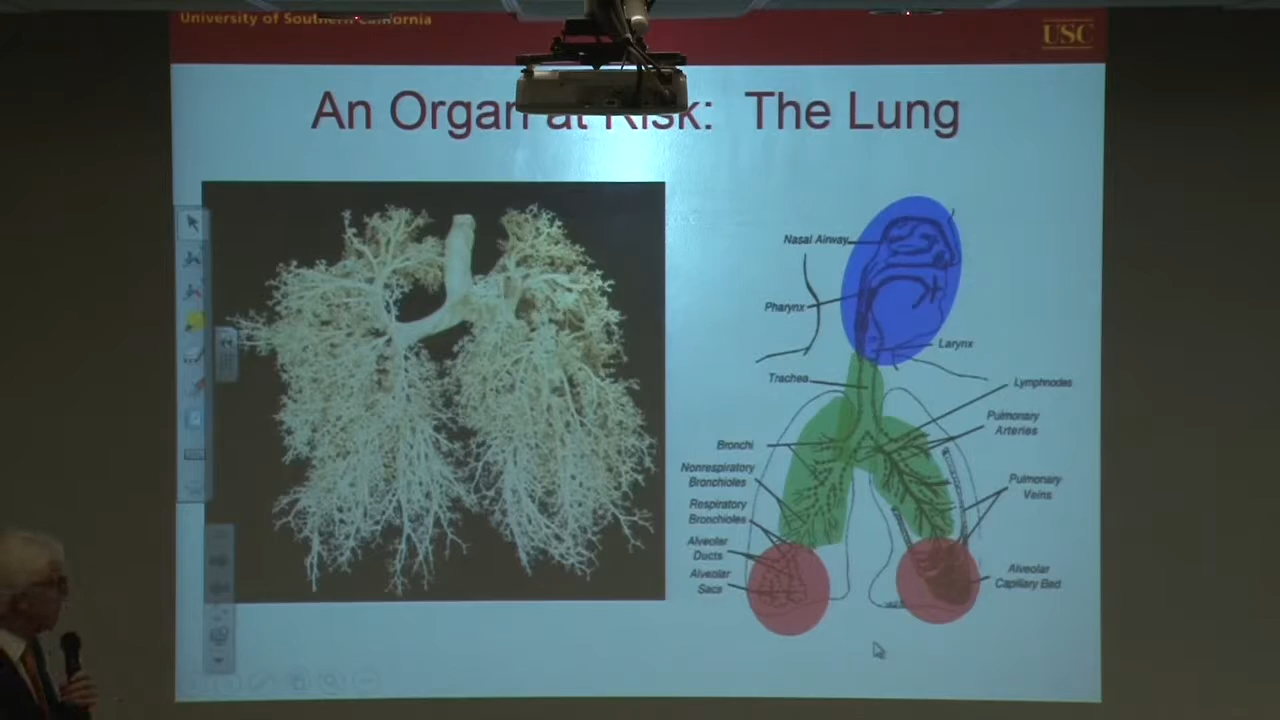 University of Southern California
USC
An Organ at Risk: The Lung
Nasal Airway
Pharynx
Larynx
Trachea
Lymphnodes
Pulmonary
Arteries
Bronchi
Nonrespiratory
Bronchioles
Pulmonary
Veins
Respiratory
Bronchioles
Alveolar
Ducts
Alveolar
Sacs
Alveolar
Capillary Bed